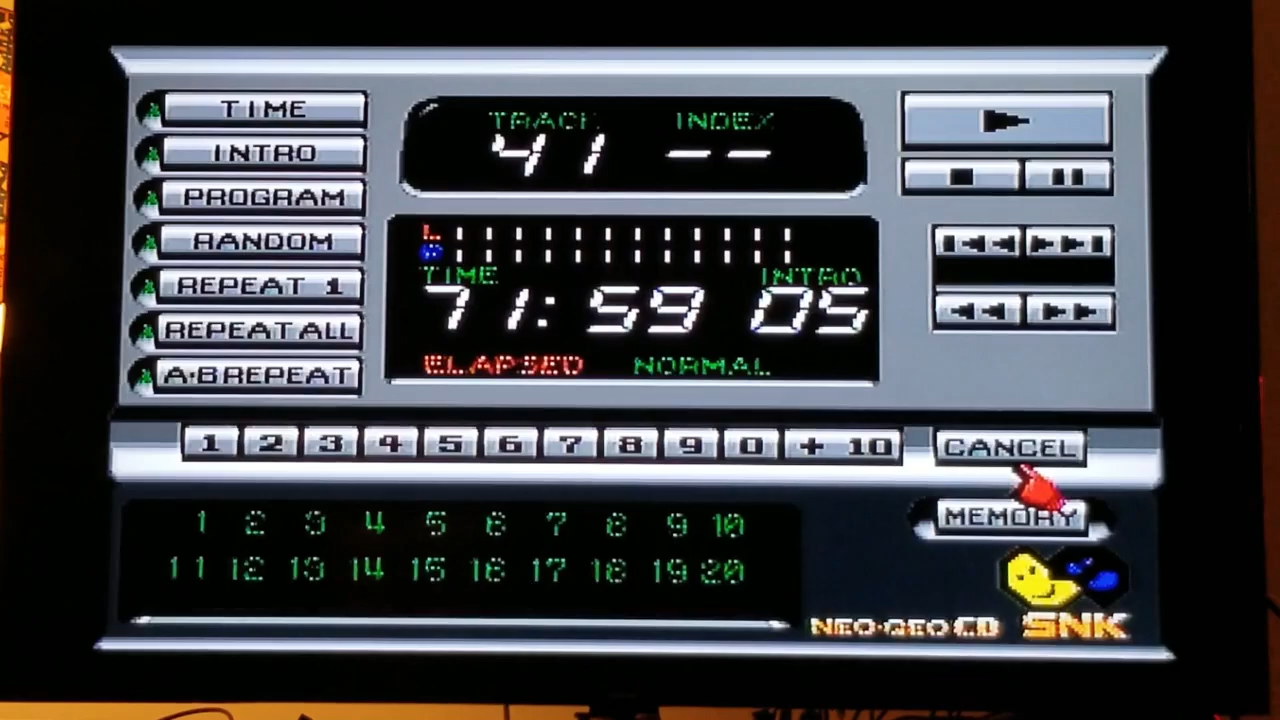 TIME
INTRO
PROGRAM
RANDOM
REPEAT 1
REPEAT ALL
A·B REPEAT
TRACK INDEX
41 --
L
TIME INTRO
71:59 05
ELAPSED NORMAL
1 2 3 4 5 6 7 8 9 0 + 10 CANCEL
MEMORY
1 2 3 4 5 6 7 8 9 10
11 12 13 14 15 16 17 18 19 20
NEO·GEO CD SNK